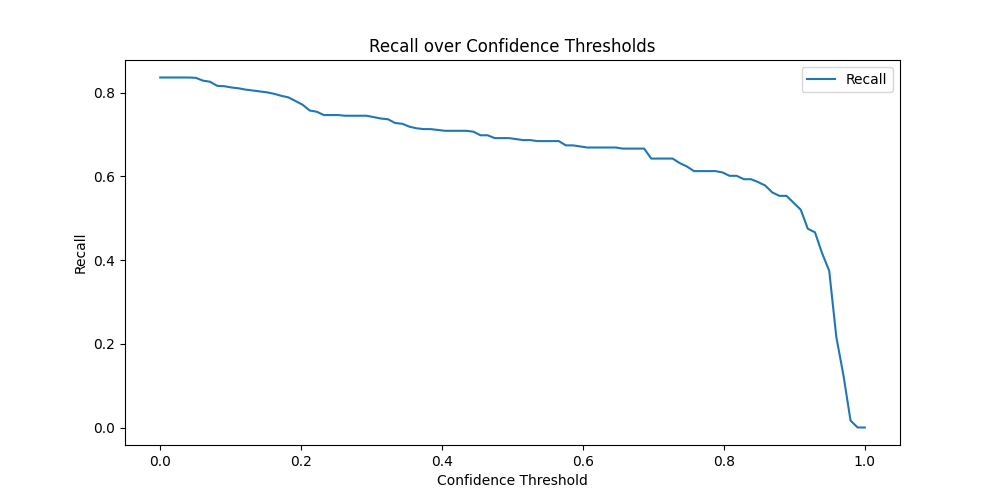 Recall over Confidence Thresholds
Recall
0.8
0.6
0.4
0.2
0.0
Recall
0.0 0.2 0.4 0.6 0.8 1.0
Confidence Threshold